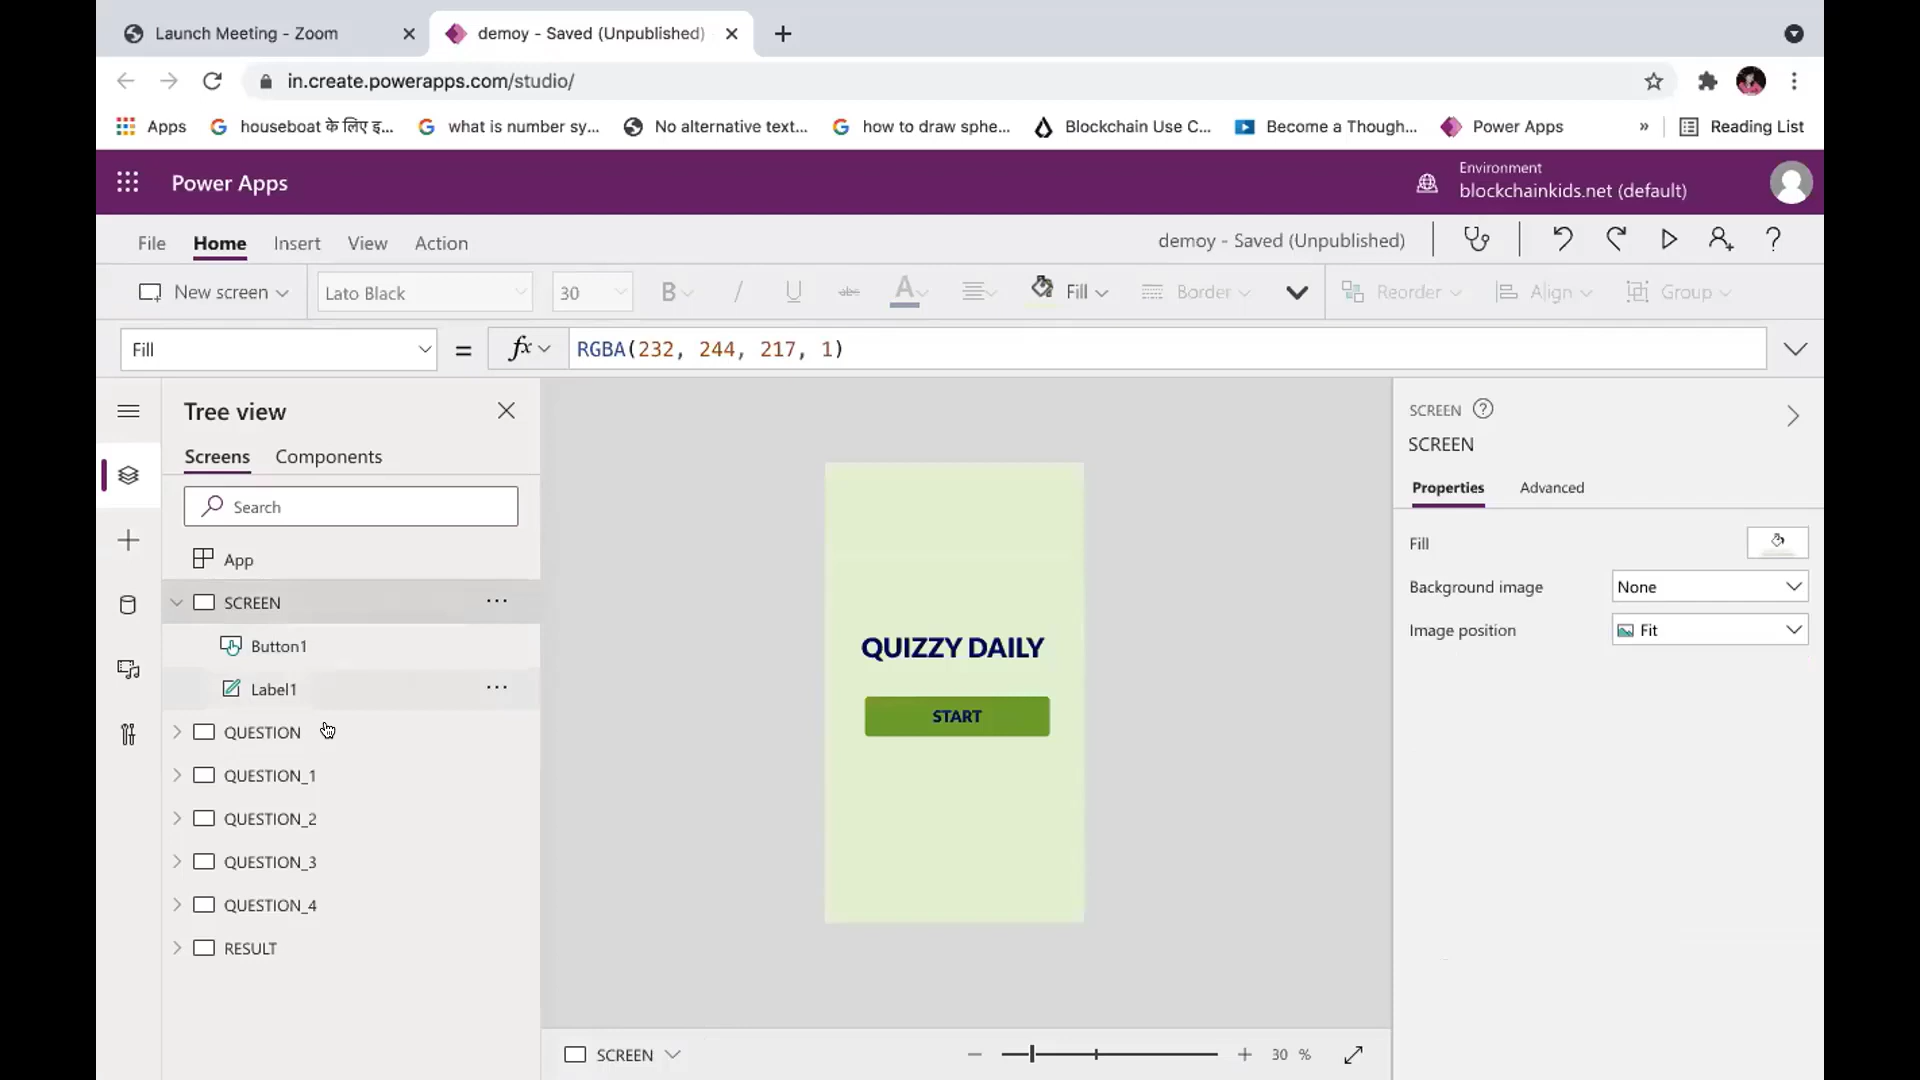 Launch Meeting - Zoom
demoy - Saved (Unpublished)
in.create.powerapps.com/studio/
Apps
houseboat के लिए इ...
what is number sy...
No alternative text...
how to draw sphe...
Blockchain Use C...
Become a Though...
Power Apps
»
Reading List
Power Apps
Environment
blockchainkids.net (default)
File
Home
Insert
View
Action
demoy - Saved (Unpublished)
New screen
Lato Black
30
B
/
U
abc
A
Fill
Border
Reorder
Align
Group
Fill
=
fx
RGBA(232, 244, 217, 1)
Tree view
Screens
Components
Search
App
SCREEN
Button1
Label1
QUESTION
QUESTION_1
QUESTION_2
QUESTION_3
QUESTION_4
RESULT
QUIZZY DAILY
START
SCREEN
30 %
SCREEN
SCREEN
Properties
Advanced
Fill
Background image
None
Image position
Fit